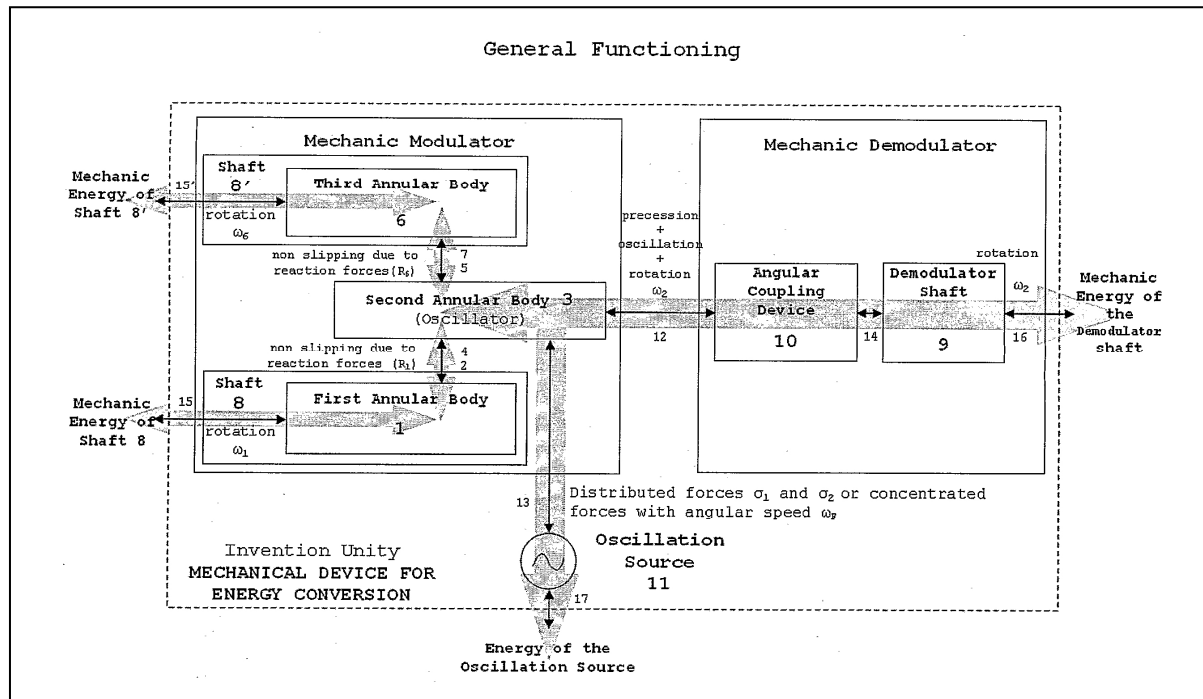 General Functioning
Mechanic Modulator
Mechanic Demodulator
Shaft
8'
Third Annular Body
6
Mechanic
Energy of
Shaft 8'
15'
rotation
ω6
non slipping due to
reaction forces(R6)
7
5
Second Annular Body 3
(Oscillator)
precession
+
oscillation
+
rotation
ω2
12
Angular
Coupling
Device
10
14
Demodulator
Shaft
9
rotation
ω2
16
Mechanic
Energy of
the
Demodulator
shaft
non slipping due to
reaction forces (R1)
4
2
Shaft
8
First Annular Body
1
Mechanic
Energy of
Shaft 8
15
rotation
ω1
13
Distributed forces σ1 and σ2 or concentrated
forces with angular speed ωp
Oscillation
Source
11
Invention Unity
MECHANICAL DEVICE FOR
ENERGY CONVERSION
17
Energy of the
Oscillation Source